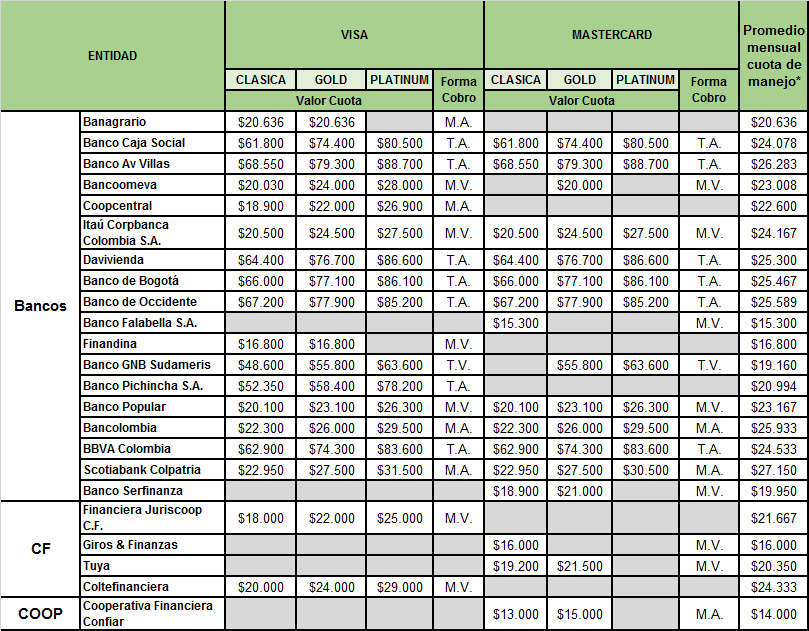 ENTIDAD VISA MASTERCARD Promedio
mensual
cuota de
manejo*
CLASICA GOLD PLATINUM Forma
Cobro CLASICA GOLD PLATINUM Forma
Cobro
Valor Cuota Valor Cuota
Bancos
Banagrario $20.636 $20.636 M.A. $20.636
Banco Caja Social $61.800 $74.400 $80.500 T.A. $61.800 $74.400 $80.500 T.A. $24.078
Banco Av Villas $68.550 $79.300 $88.700 T.A. $68.550 $79.300 $88.700 T.A. $26.283
Bancoomeva $20.030 $24.000 $28.000 M.V. $20.000 M.V. $23.008
Coopcentral $18.900 $22.000 $26.900 M.A. $22.600
Itaú Corpbanca
Colombia S.A. $20.500 $24.500 $27.500 M.V. $20.500 $24.500 $27.500 M.V. $24.167
Davivienda $64.400 $76.700 $86.600 T.A. $64.400 $76.700 $86.600 T.A. $25.300
Banco de Bogotá $66.000 $77.100 $86.100 T.A. $66.000 $77.100 $86.100 T.A. $25.467
Banco de Occidente $67.200 $77.900 $85.200 T.A. $67.200 $77.900 $85.200 T.A. $25.589
Banco Falabella S.A. $15.300 M.V. $15.300
Finandina $16.800 $16.800 M.V. $16.800
Banco GNB Sudameris $48.600 $55.800 $63.600 T.V. $55.800 $63.600 T.V. $19.160
Banco Pichincha S.A. $52.350 $58.400 $78.200 T.A. $20.994
Banco Popular $20.100 $23.100 $26.300 M.V. $20.100 $23.100 $26.300 M.V. $23.167
Bancolombia $22.300 $26.000 $29.500 M.A. $22.300 $26.000 $29.500 M.A. $25.933
BBVA Colombia $62.900 $74.300 $83.600 T.A. $62.900 $74.300 $83.600 T.A. $24.533
Scotiabank Colpatria $22.950 $27.500 $31.500 M.A. $22.950 $27.500 $30.500 M.A. $27.150
Banco Serfinanza $18.900 $21.000 M.V. $19.950
CF
Financiera Juriscoop
C.F. $18.000 $22.000 $25.000 M.V. $21.667
Giros & Finanzas $16.000 M.V. $16.000
Tuya $19.200 $21.500 M.V. $20.350
Coltefinanciera $20.000 $24.000 $29.000 M.V. $24.333
COOP
Cooperativa Financiera
Confiar $13.000 $15.000 M.A. $14.000